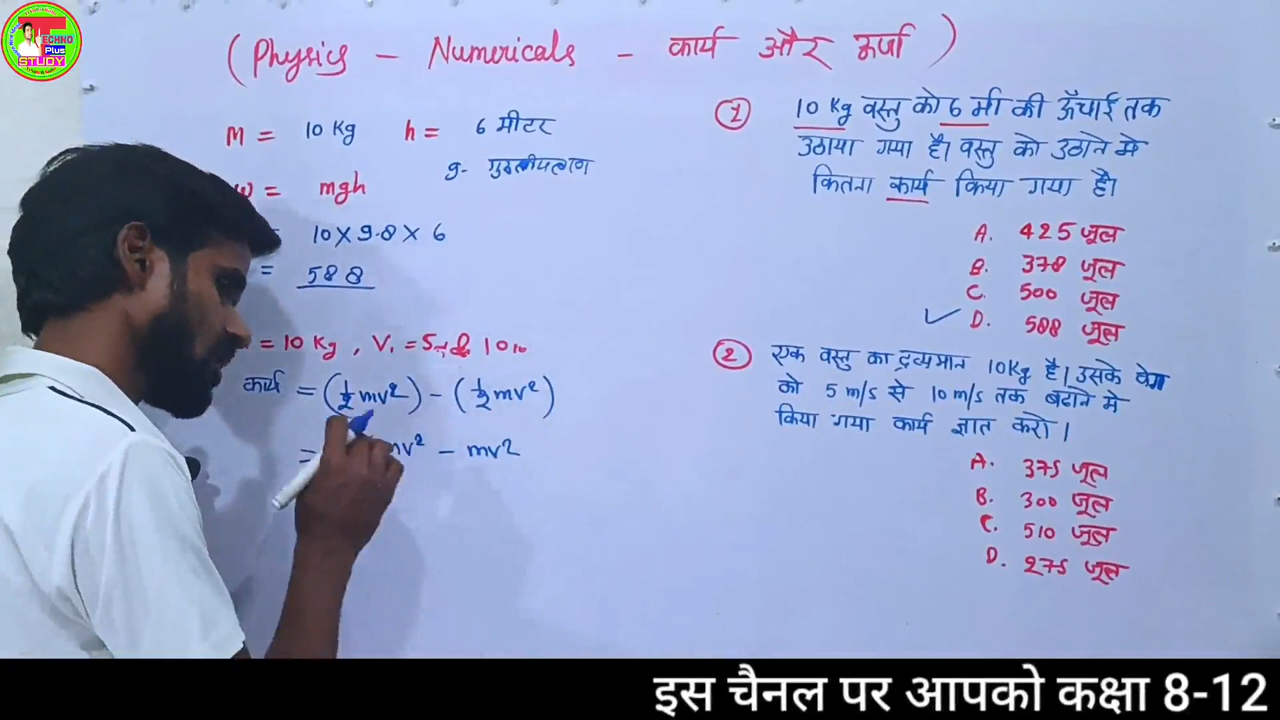 TECHNO
Plus
STUDY
(Physics - Numericals - कार्य और ऊर्जा)
M = 10 Kg h = 6 मीटर
g-
W = mgh
10 × 9.8 × 6
= 588
= 10 Kg, V₁ = 5 10
कार्य = (½mv²) - (½mv²)
= mv² - mv2
1 10 Kg वस्तु को 6 मी की ऊँचाई तक
उठाया गया है। वस्तु को उठाने मे
कितना कार्य किया गया है।
A. 425 जूल
B. 378 जूल
C. 500 जूल
D. 588 जूल
2 एक वस्तु का द्रव्यमान 10Kg है। उसके वेग
को 5 m/s से 10 m/s तक बढाने मे
किया गया कार्य ज्ञात करो।
A. 375 जूल
B. 300 जूल
C. 510 जूल
D. 275 जूल
इस चैनल पर आपको कक्षा 8-12